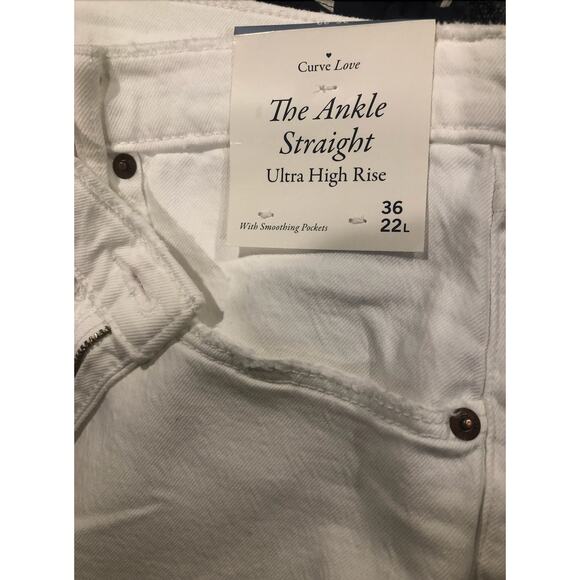 Curve Love
The Ankle
Straight
Ultra High Rise
36
22L
With Smoothing Pockets